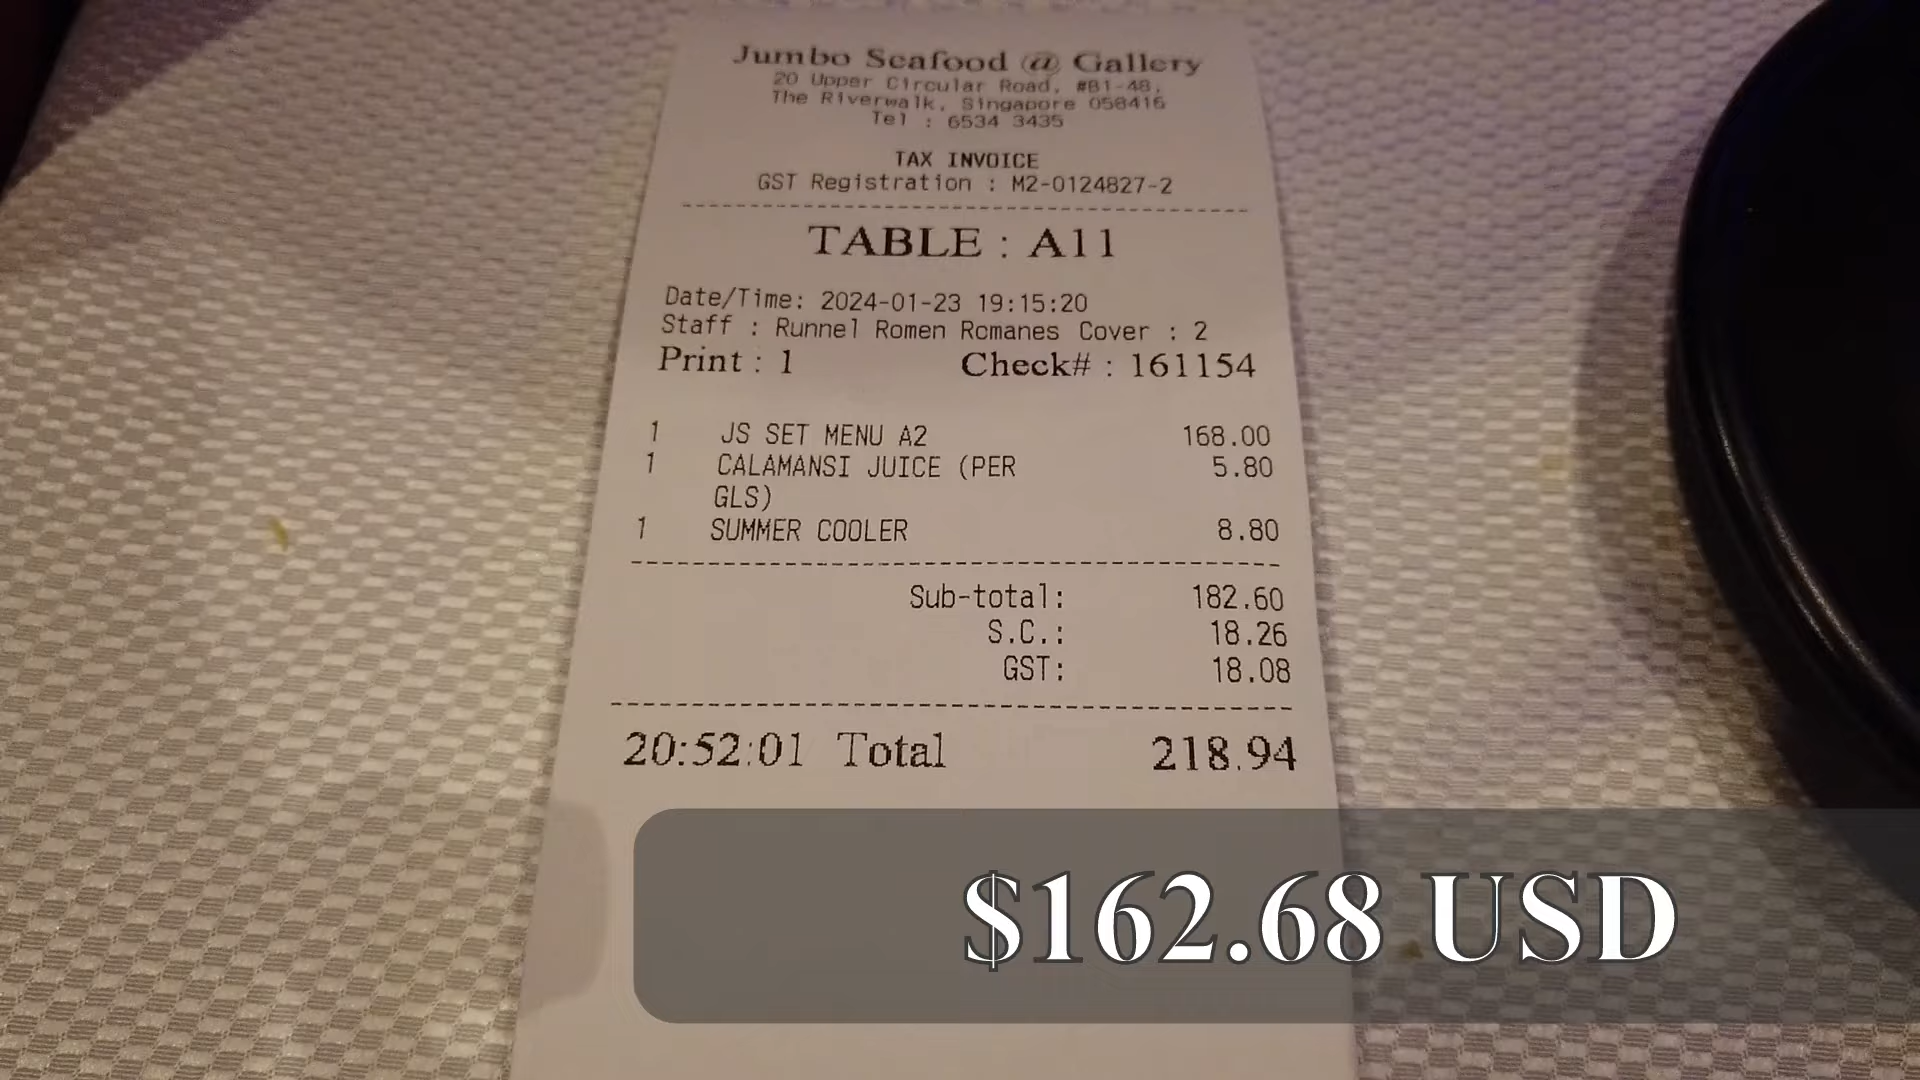 Jumbo Seafood @ Gallery
20 Upper Circular Road, #B1-48,
The Riverwalk, Singapore 058416
Tel : 6534 3435
TAX INVOICE
GST Registration : M2-0124827-2
TABLE : A11
Date/Time: 2024-01-23 19:15:20
Staff : Runnel Romen Romanes Cover : 2
Print : 1 Check# : 161154
1 JS SET MENU A2 168.00
1 CALAMANSI JUICE (PER 5.80
GLS)
1 SUMMER COOLER 8.80
Sub-total: 182.60
S.C.: 18.26
GST: 18.08
20:52:01 Total 218.94
$162.68 USD